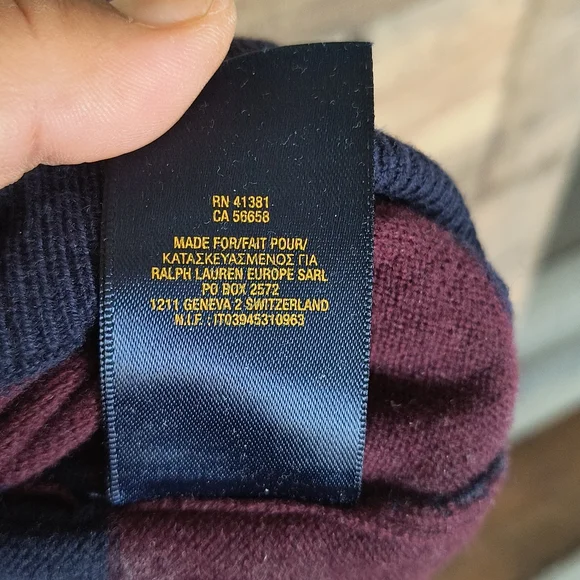 RN 41381
CA 56658
MADE FOR/FAIT POUR/
ΚΑΤΑΣΚΕΥΑΣΜΕΝΟΣ ΓΙΑ
RALPH LAUREN EUROPE SARL
PO BOX 2572
1211 GENEVA 2 SWITZERLAND
N.I.F. : IT03945310963